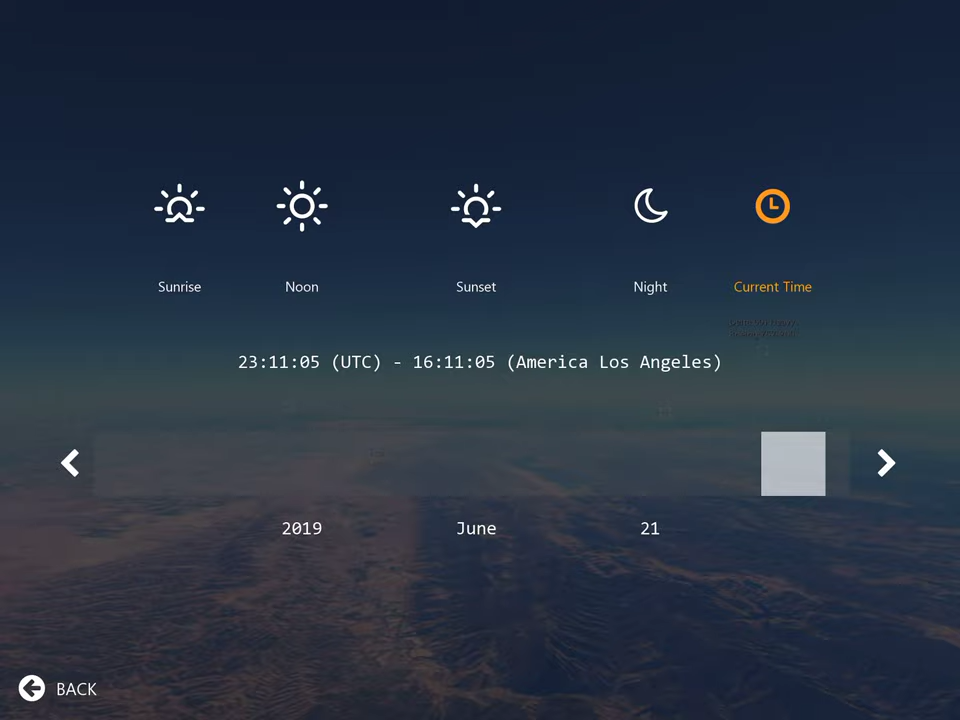 Sunrise
Noon
Sunset
Night
Current Time
23:11:05 (UTC) - 16:11:05 (America Los Angeles)
2019
June
21
BACK